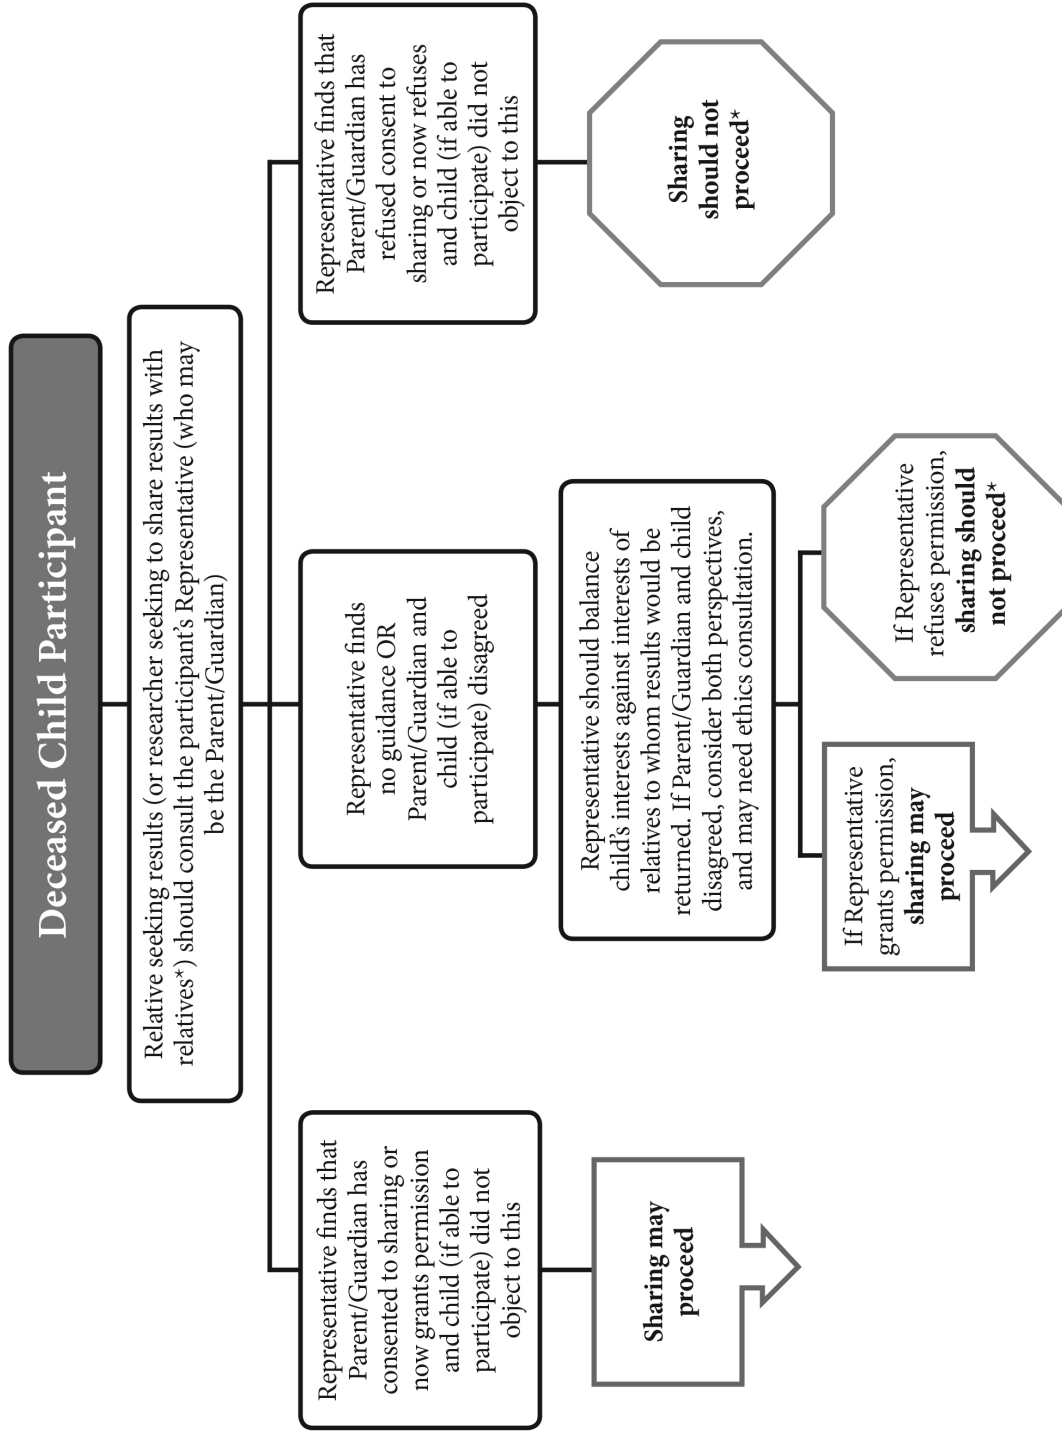 Deceased Child Participant
Relative seeking results (or researcher seeking to share results with
relatives*) should consult the participant's Representative (who may
be the Parent/Guardian)
Representative finds that
Parent/Guardian has
consented to sharing or
now grants permission
and child (if able to
participate) did not
object to this
Sharing may
proceed
Representative finds
no guidance OR
Parent/Guardian and
child (if able to
participate) disagreed
Representative should balance
child's interests against interests of
relatives to whom results would be
returned. If Parent/Guardian and child
disagreed, consider both perspectives,
and may need ethics consultation.
If Representative
grants permission,
sharing may
proceed
If Representative
refuses permission,
sharing should
not proceed*
Representative finds that
Parent/Guardian has
refused consent to
sharing or now refuses
and child (if able to
participate) did not
object to this
Sharing
should not
proceed*